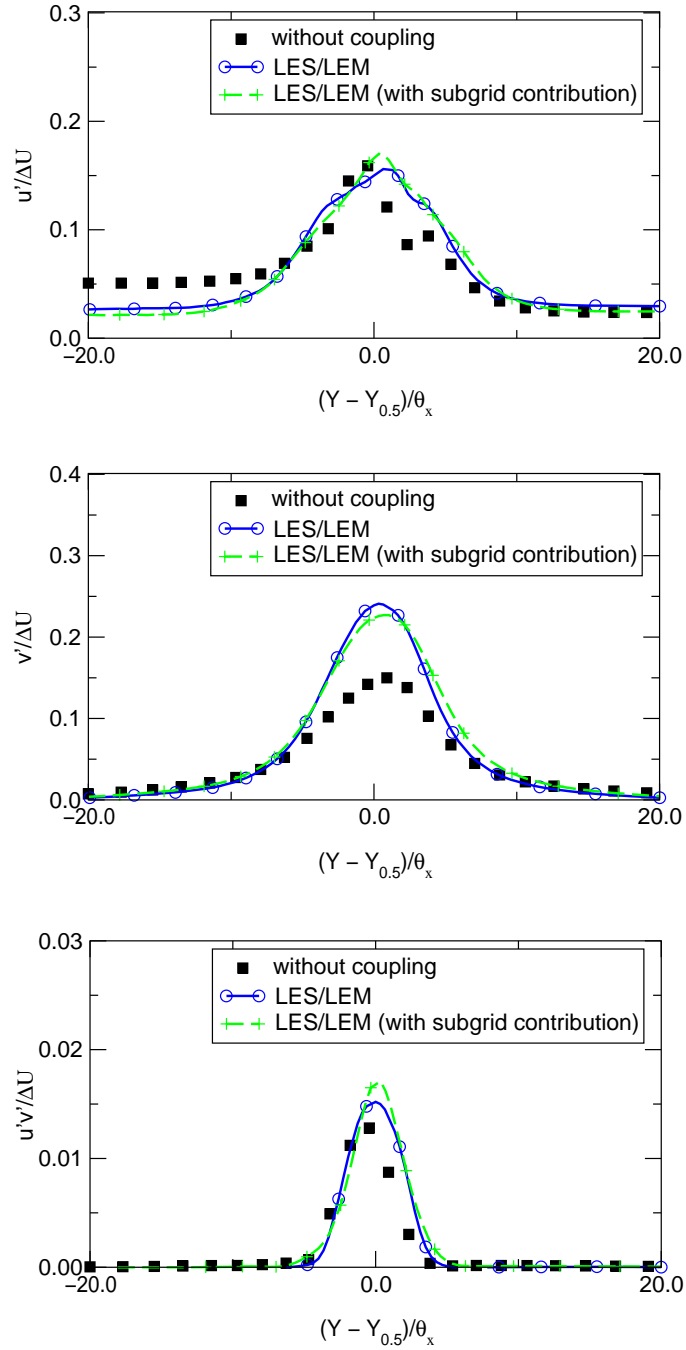 0.3
without coupling
LES/LEM
LES/LEM (with subgrid contribution)
0.2
u'/ΔU
0.1
0.0
−20.0 0.0 20.0
(Y − Y0.5)/θx
0.4
without coupling
LES/LEM
LES/LEM (with subgrid contribution)
0.3
0.2
v'/ΔU
0.1
0.0
−20.0 0.0 20.0
(Y − Y0.5)/θx
0.03
without coupling
LES/LEM
LES/LEM (with subgrid contribution)
0.02
u'v'/ΔU
0.01
0.00
−20.0 0.0 20.0
(Y − Y0.5)/θx